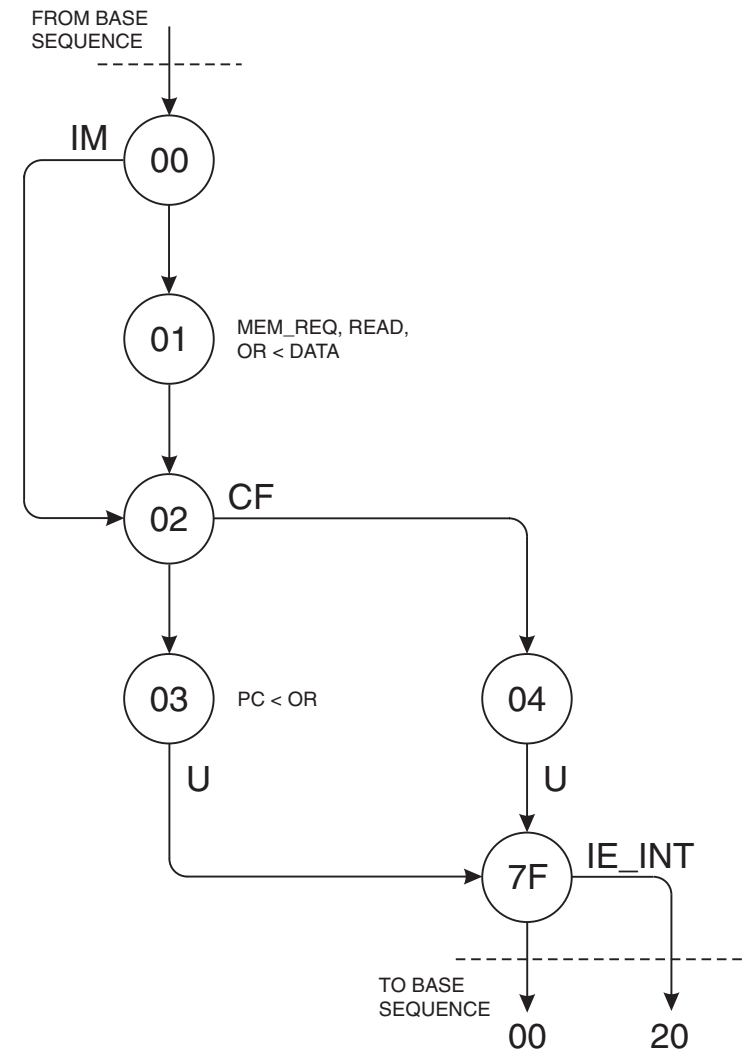 FROM BASE
SEQUENCE
IM
00
01
MEM_REQ, READ,
OR < DATA
02
CF
03
PC < OR
04
U
U
7F
IE_INT
TO BASE
SEQUENCE
00
20